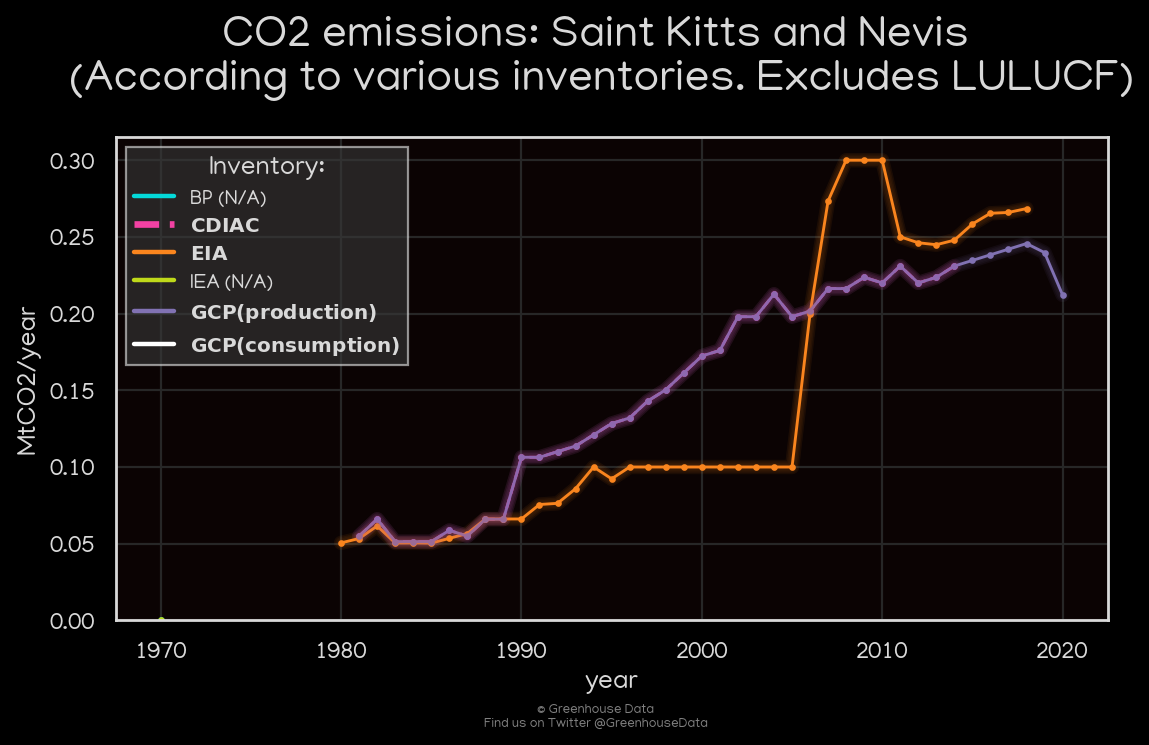 CO2 emissions: Saint Kitts and Nevis
(According to various inventories. Excludes LULUCF)
Inventory:
BP (N/A)
CDIAC
EIA
IEA (N/A)
GCP(production)
GCP(consumption)
MtCO2/year
0.30
0.25
0.20
0.15
0.10
0.05
0.00
1970 1980 1990 2000 2010 2020
year
© Greenhouse Data
Find us on Twitter @GreenhouseData